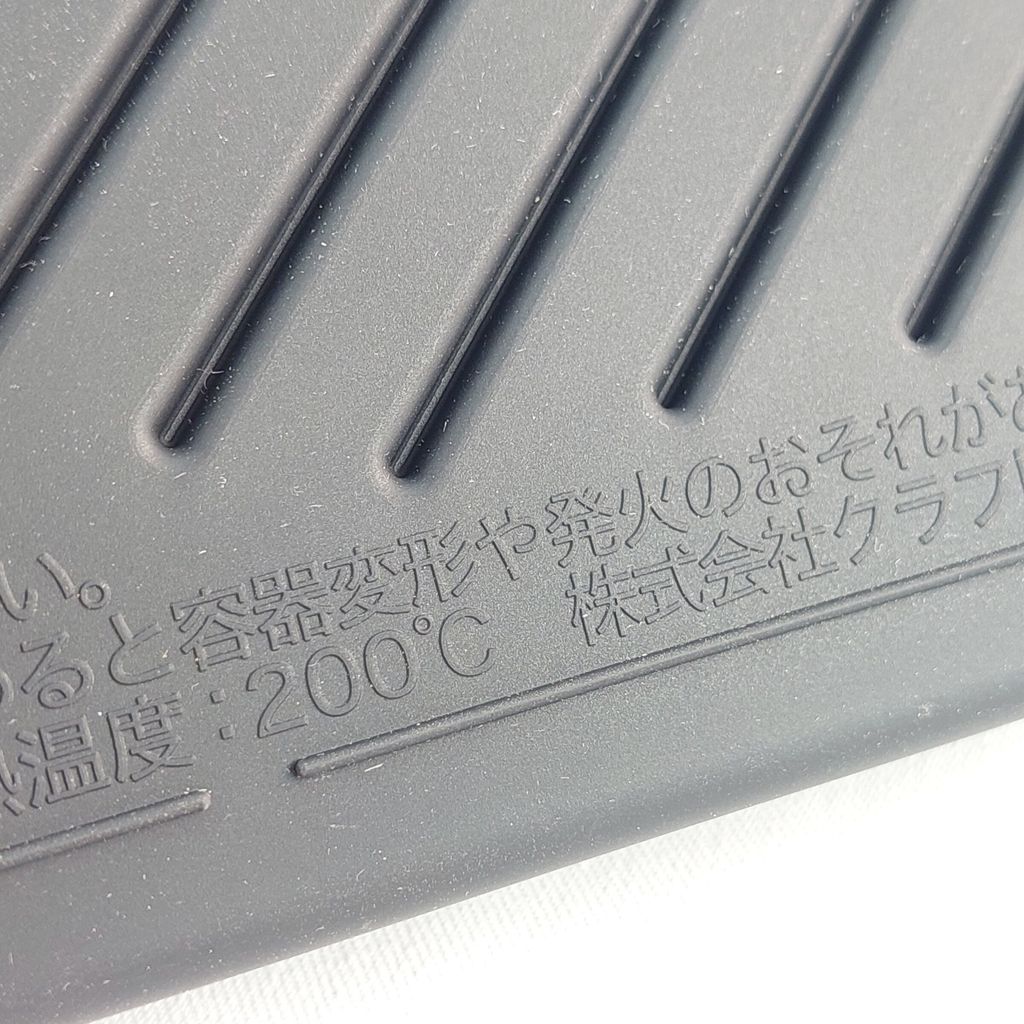 い。
ると容器変形や発火のおそれが
温度：200℃　株式会社クラフ